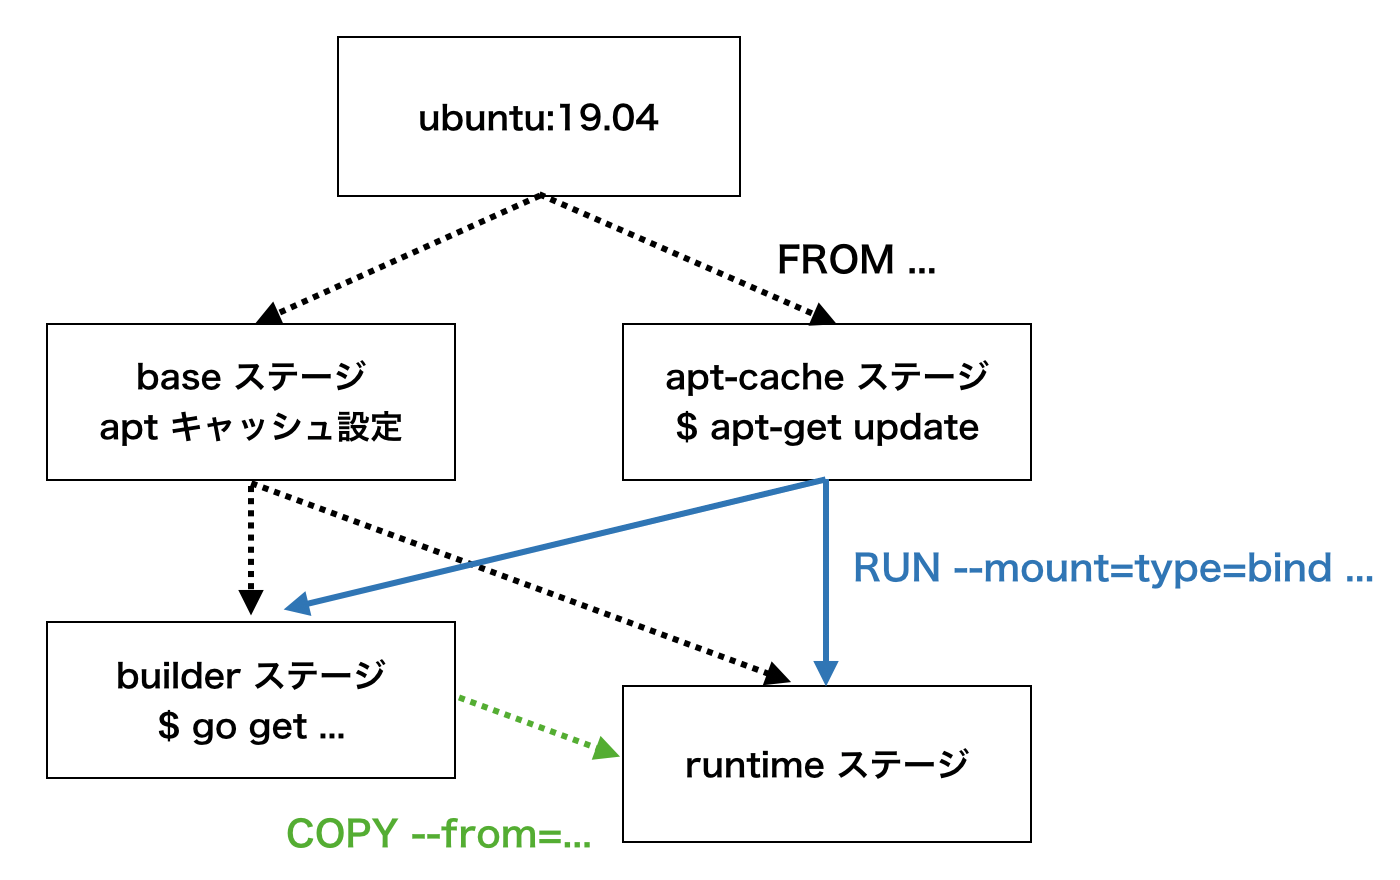 ubuntu:19.04
FROM ...
base ステージ
apt キャッシュ設定
apt-cache ステージ
$ apt-get update
RUN --mount=type=bind ...
builder ステージ
$ go get ...
runtime ステージ
COPY --from=...